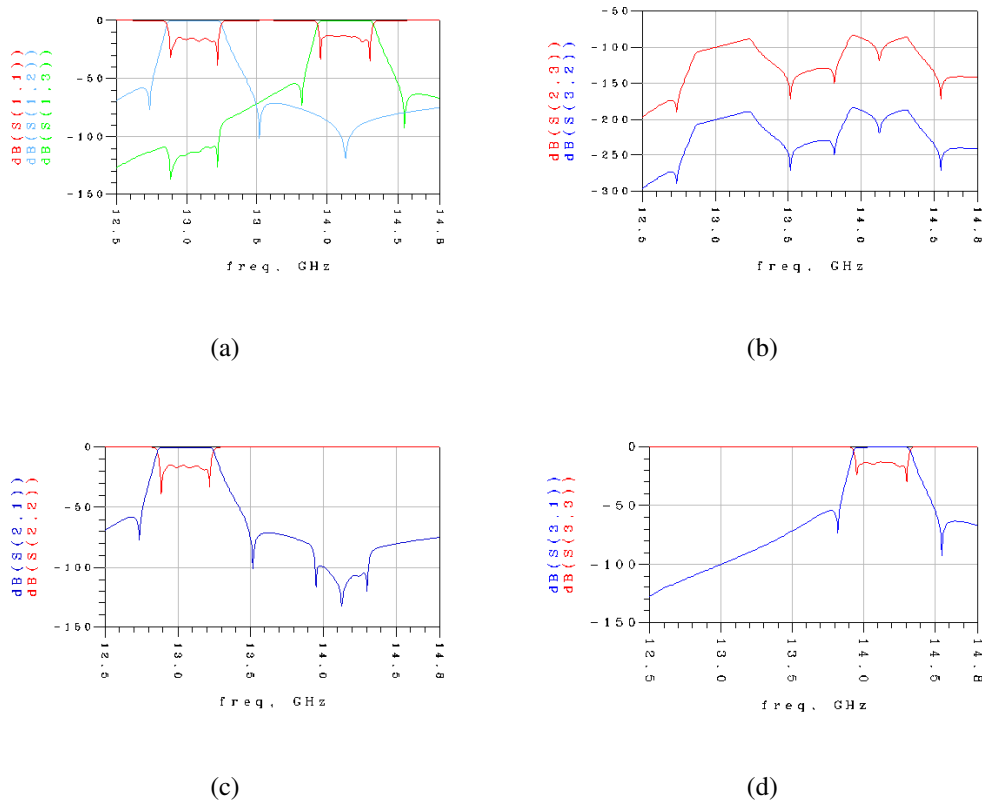 0
-50
-100
-150
12.5
13.0
13.5
14.0
14.5
14.8
freq, GHz
dB(S(1,1))
dB(S(1,2))
dB(S(1,3))
(a)
-50
-100
-150
-200
-250
-300
12.5
13.0
13.5
14.0
14.5
14.8
freq, GHz
dB(S(2,3))
dB(S(3,2))
(b)
0
-50
-100
-150
12.5
13.0
13.5
14.0
14.5
14.8
freq, GHz
dB(S(2,1))
dB(S(2,2))
(c)
0
-50
-100
-150
12.5
13.0
13.5
14.0
14.5
14.8
freq, GHz
dB(S(3,1))
dB(S(3,3))
(d)